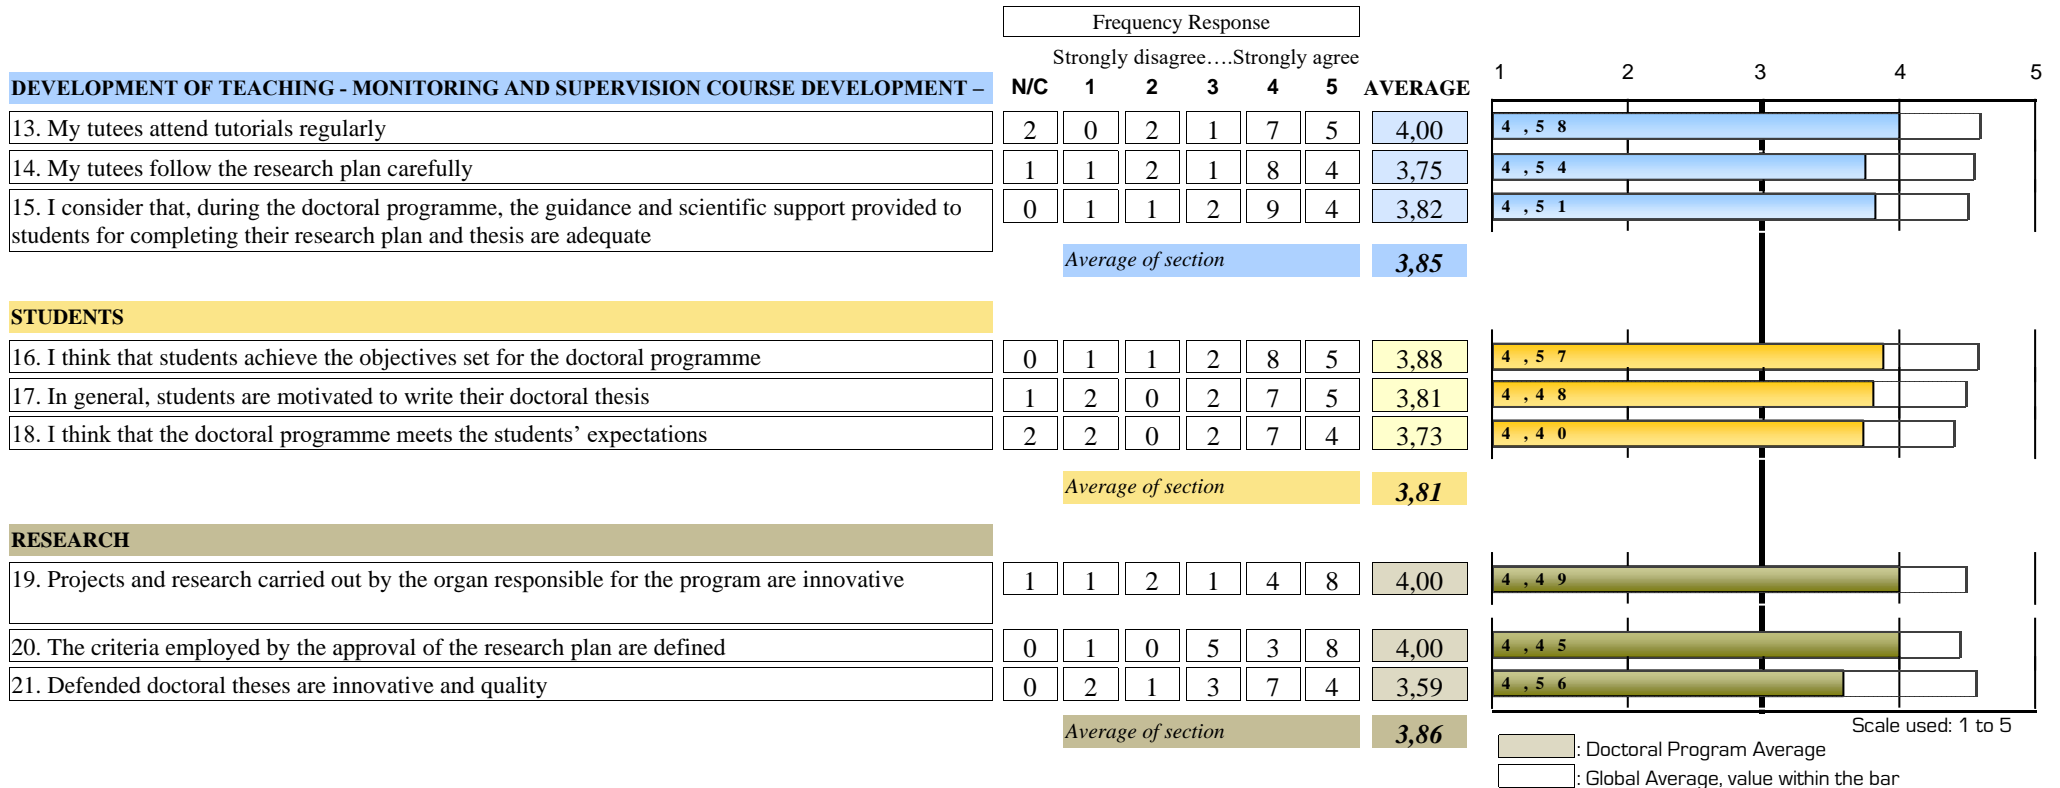 Frequency Response
Strongly disagree….Strongly agree
DEVELOPMENT OF TEACHING - MONITORING AND SUPERVISION COURSE DEVELOPMENT – N/C 1 2 3 4 5 AVERAGE 1 2 3 4 5
13. My tutees attend tutorials regularly 2 0 2 1 7 5 4,00 4,58
14. My tutees follow the research plan carefully 1 1 2 1 8 4 3,75 4,54
15. I consider that, during the doctoral programme, the guidance and scientific support provided to 0 1 1 2 9 4 3,82 4,51
students for completing their research plan and thesis are adequate
Average of section 3,85
STUDENTS
16. I think that students achieve the objectives set for the doctoral programme 0 1 1 2 8 5 3,88 4,57
17. In general, students are motivated to write their doctoral thesis 1 2 0 2 7 5 3,81 4,48
18. I think that the doctoral programme meets the students’ expectations 2 2 0 2 7 4 3,73 4,40
Average of section 3,81
RESEARCH
19. Projects and research carried out by the organ responsible for the program are innovative 1 1 2 1 4 8 4,00 4,49
20. The criteria employed by the approval of the research plan are defined 0 1 0 5 3 8 4,00 4,45
21. Defended doctoral theses are innovative and quality 0 2 1 3 7 4 3,59 4,56
Average of section 3,86
Scale used: 1 to 5
: Doctoral Program Average
: Global Average, value within the bar